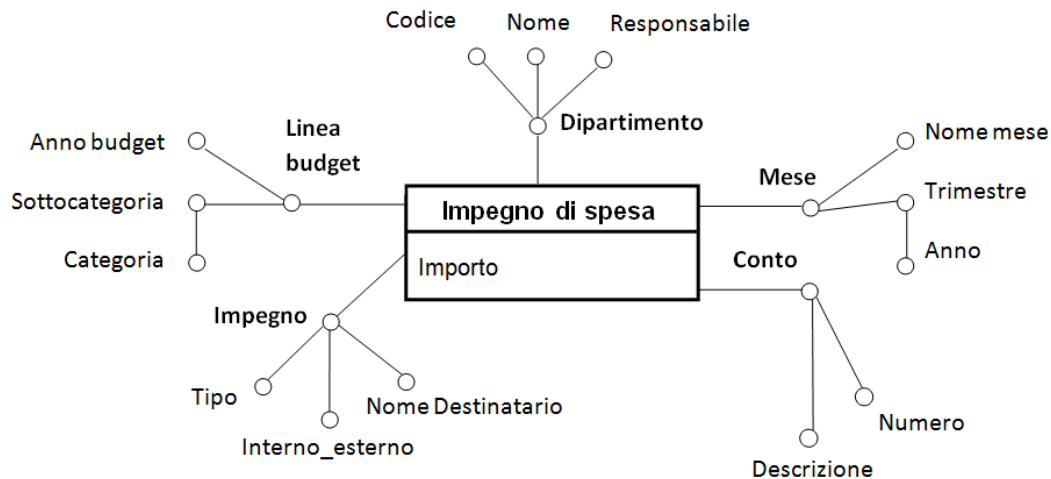 Codice
Nome
Responsabile
Dipartimento
Linea
budget
Anno budget
Sottocategoria
Categoria
Nome mese
Mese
Trimestre
Anno
Impegno di spesa
Importo
Conto
Impegno
Tipo
Interno_esterno
Nome Destinatario
Numero
Descrizione